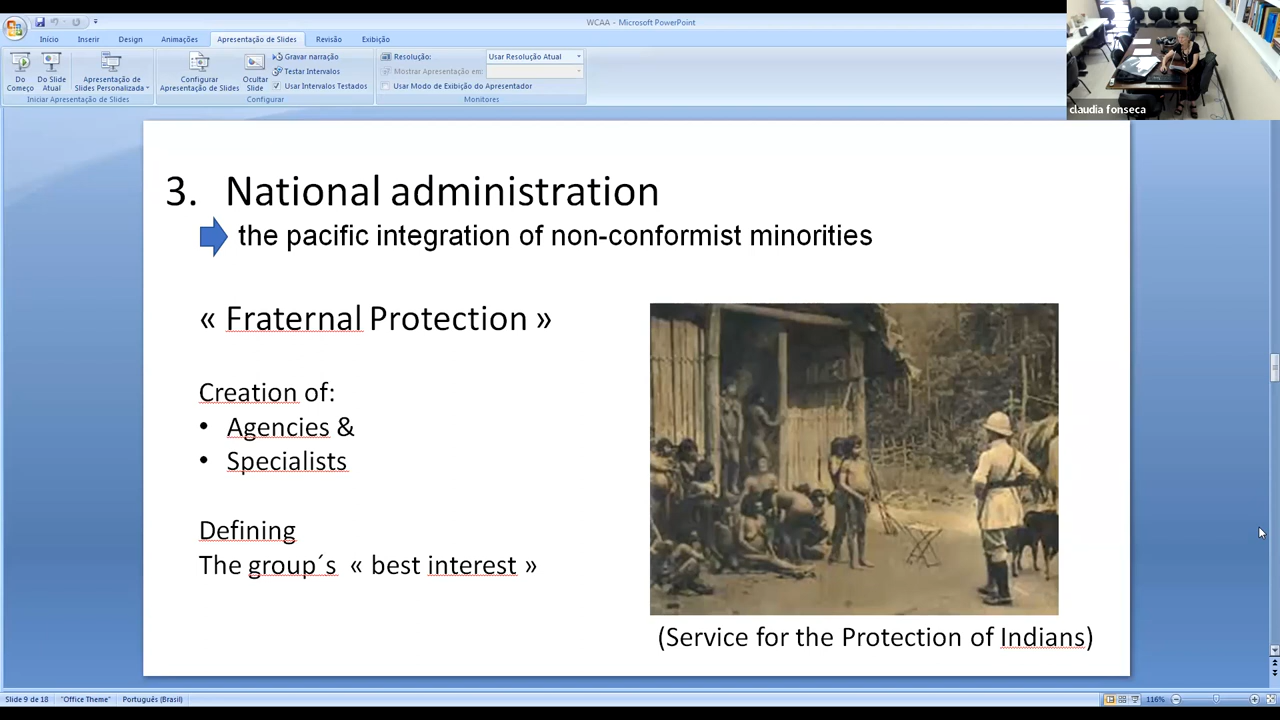 WCAA - Microsoft PowerPoint
Início Inserir Design Animações Apresentação de Slides Revisão Exibição
Do Começo
Do Slide Atual
Apresentação de Slides Personalizada
Iniciar Apresentação de Slides
Configurar Apresentação de Slides
Ocultar Slide
Gravar narração
Testar Intervalos
Usar Intervalos Testados
Configurar
Resolução: Usar Resolução Atual
Mostrar Apresentação em:
Usar Modo de Exibição do Apresentador
Monitores
claudia fonseca
3. National administration
the pacific integration of non-conformist minorities
« Fraternal Protection »
Creation of:
• Agencies &
• Specialists
Defining
The group´s « best interest »
(Service for the Protection of Indians)
Slide 9 de 18 "Office Theme" Português (Brasil) 116%